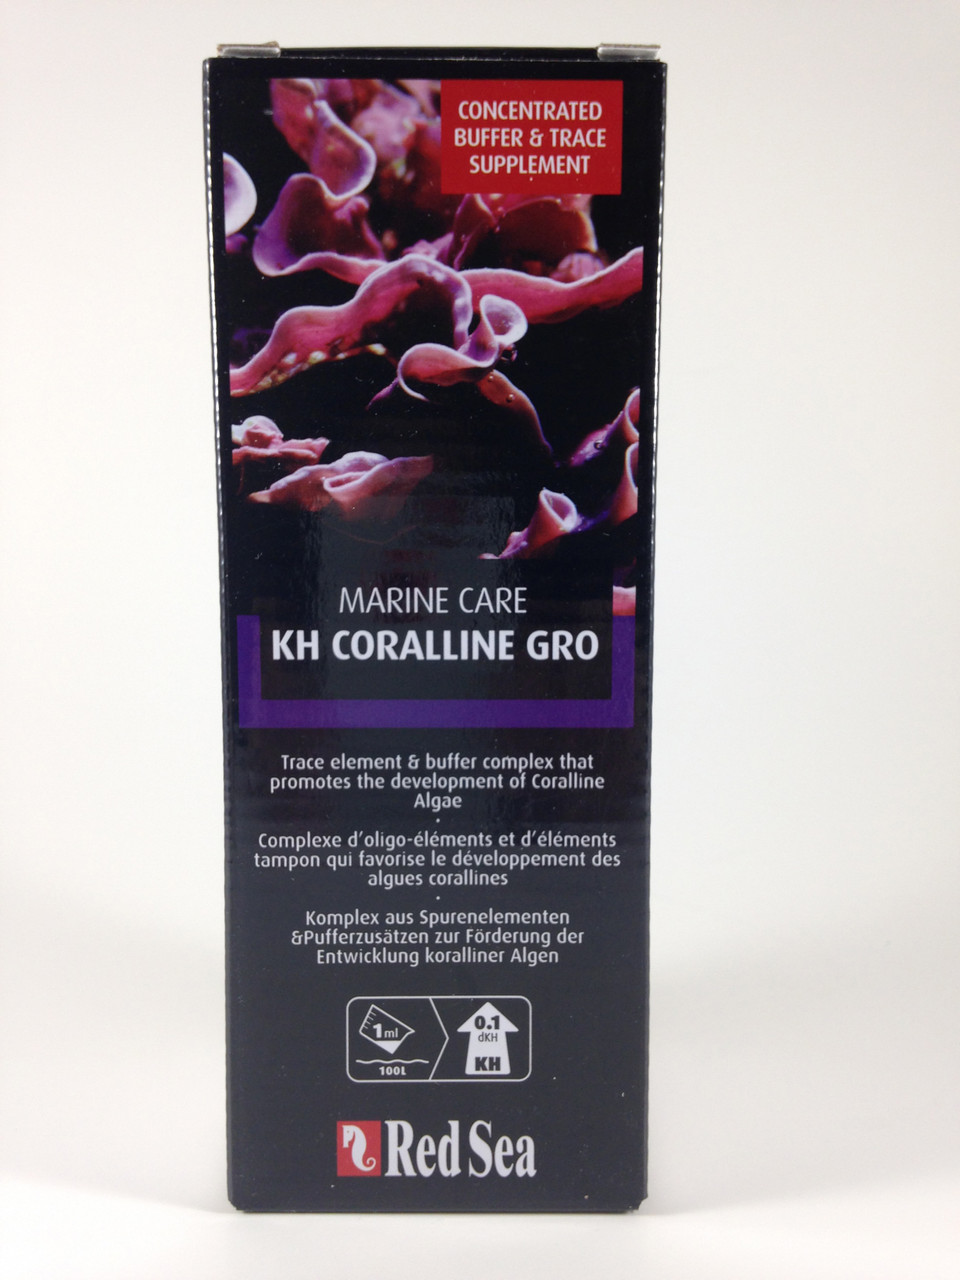 CONCENTRATED
BUFFER & TRACE
SUPPLEMENT
MARINE CARE
KH CORALLINE GRO
Trace element & buffer complex that
promotes the development of Coralline
Algae
•
Complexe d'oligo-éléments et d'éléments
tampon qui favorise le développement des
algues corallines
•
Komplex aus Spurenelementen
&Pufferzusätzen zur Förderung der
Entwicklung koralliner Algen
1ml
100L
0.1
dKH
KH
Red Sea